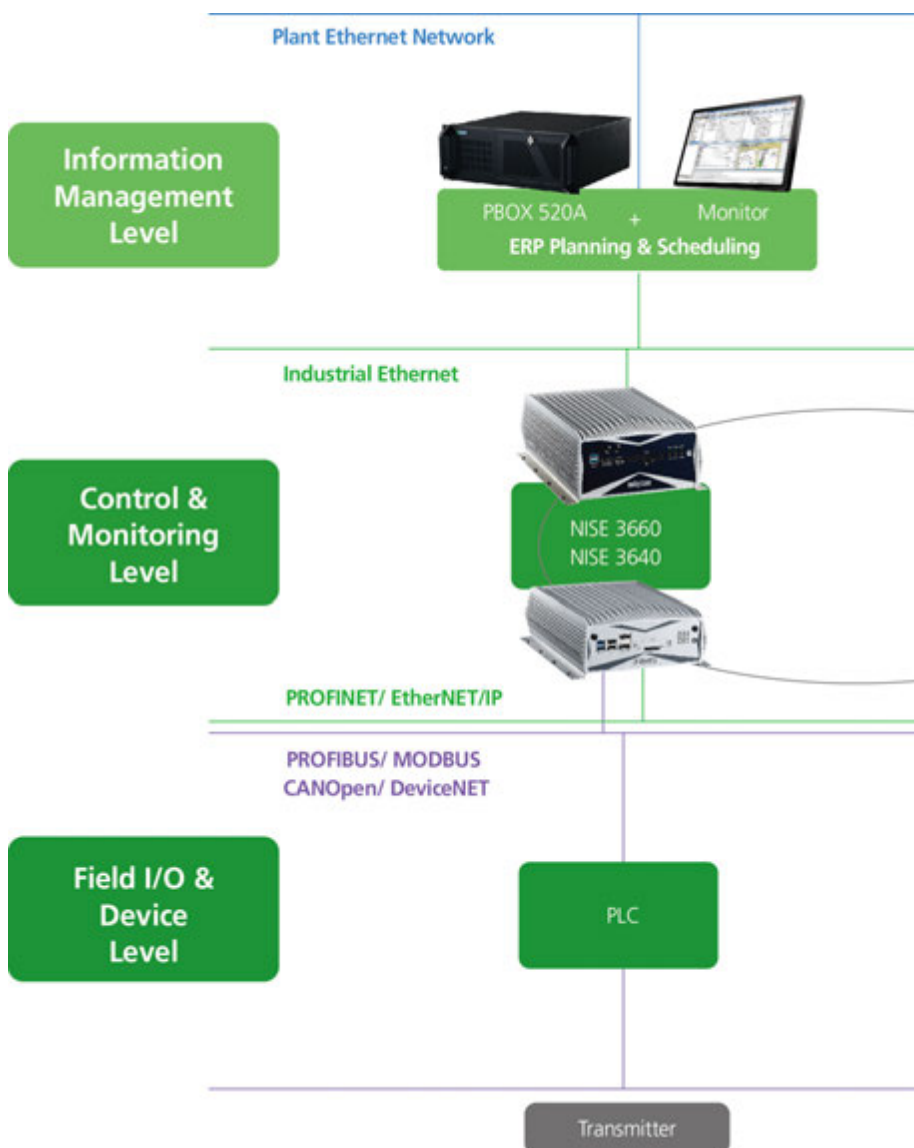 Plant Ethernet Network
Information
Management
Level
PBOX 520A + Monitor
ERP Planning & Scheduling
Industrial Ethernet
Control &
Monitoring
Level
NISE 3660
NISE 3640
PROFINET/ EtherNET/IP
PROFIBUS/ MODBUS
CANOpen/ DeviceNET
Field I/O &
Device
Level
PLC
Transmitter